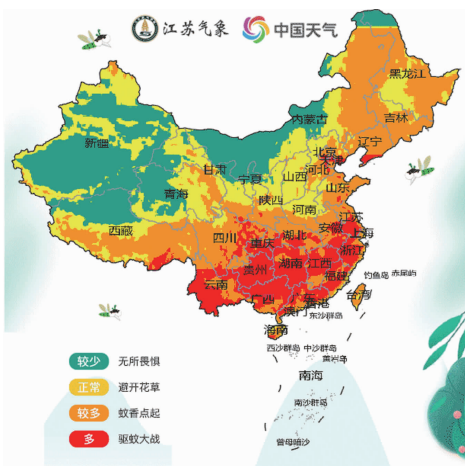 江苏气象 中国天气
黑龙江
吉林
内蒙古
辽宁
新疆
北京
天津
甘肃
宁夏
山西
河北
青海
山东
陕西
河南
西藏
江苏
安徽
上海
四川
湖北
重庆
浙江
湖南
江西
贵州
福建
钓鱼岛 赤尾屿
云南
台湾
广西
广东
香港
澳门
东沙群岛
海南
西沙群岛 中沙群岛
黄岩岛
南海
南沙群岛
曾母暗沙
较少 无所畏惧
正常 避开花草
较多 蚊香点起
多 驱蚊大战